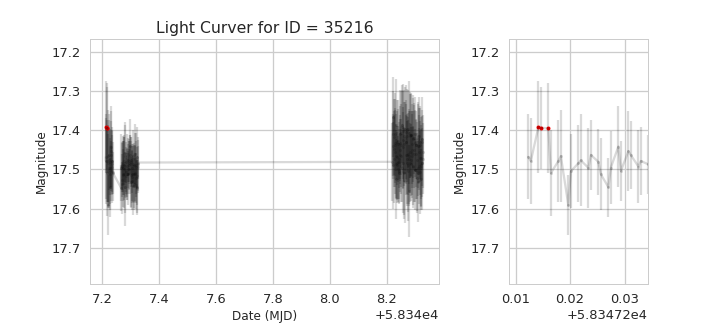 Light Curver for ID = 35216
Magnitude
17.2
17.3
17.4
17.5
17.6
17.7
7.2 7.4 7.6 7.8 8.0 8.2
Date (MJD) +5.834e4
Magnitude
17.2
17.3
17.4
17.5
17.6
17.7
0.01 0.02 0.03
+5.83472e4